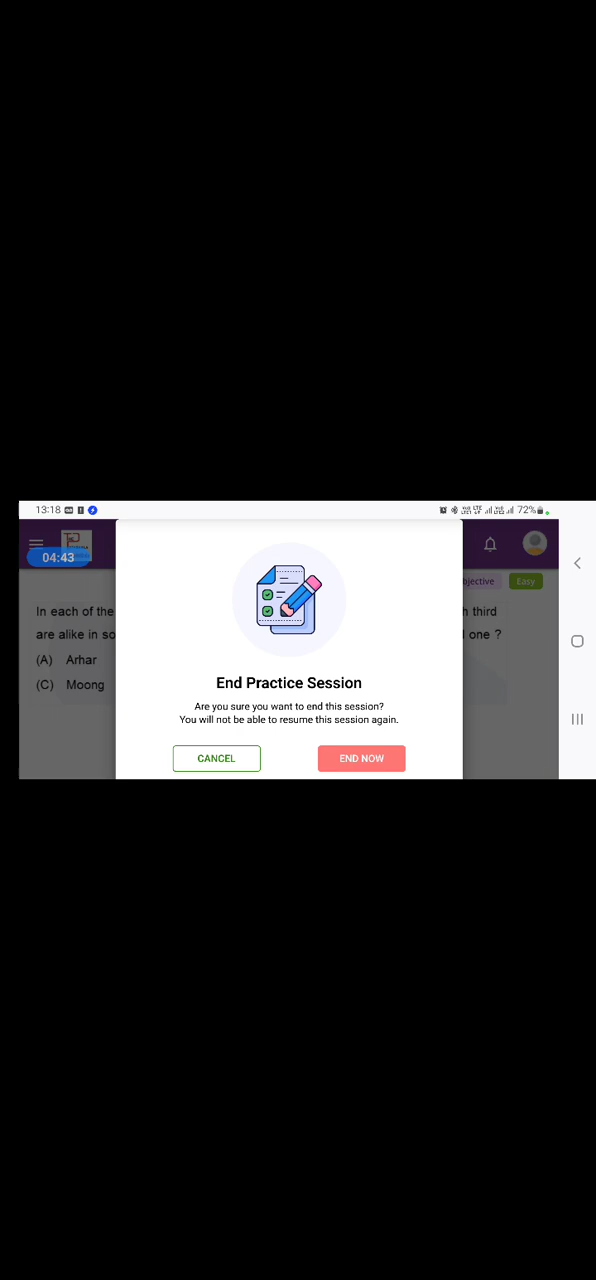 13:18
72%
04:43
bjective
Easy
In each of the
h third
are alike in so
l one ?
(A) Arhar
(C) Moong
End Practice Session
Are you sure you want to end this session?
You will not be able to resume this session again.
CANCEL
END NOW